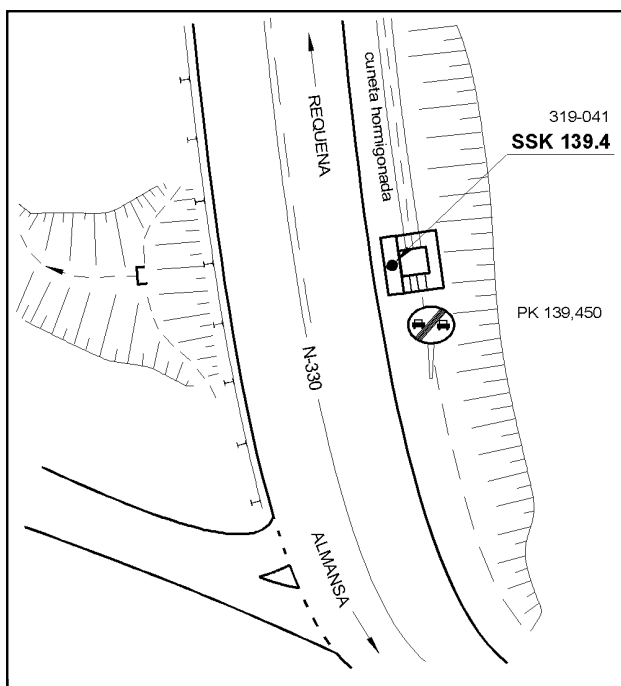 REQUENA
cuneta hormigonada
319-041
SSK 139.4
PK 139,450
N-330
ALMANSA